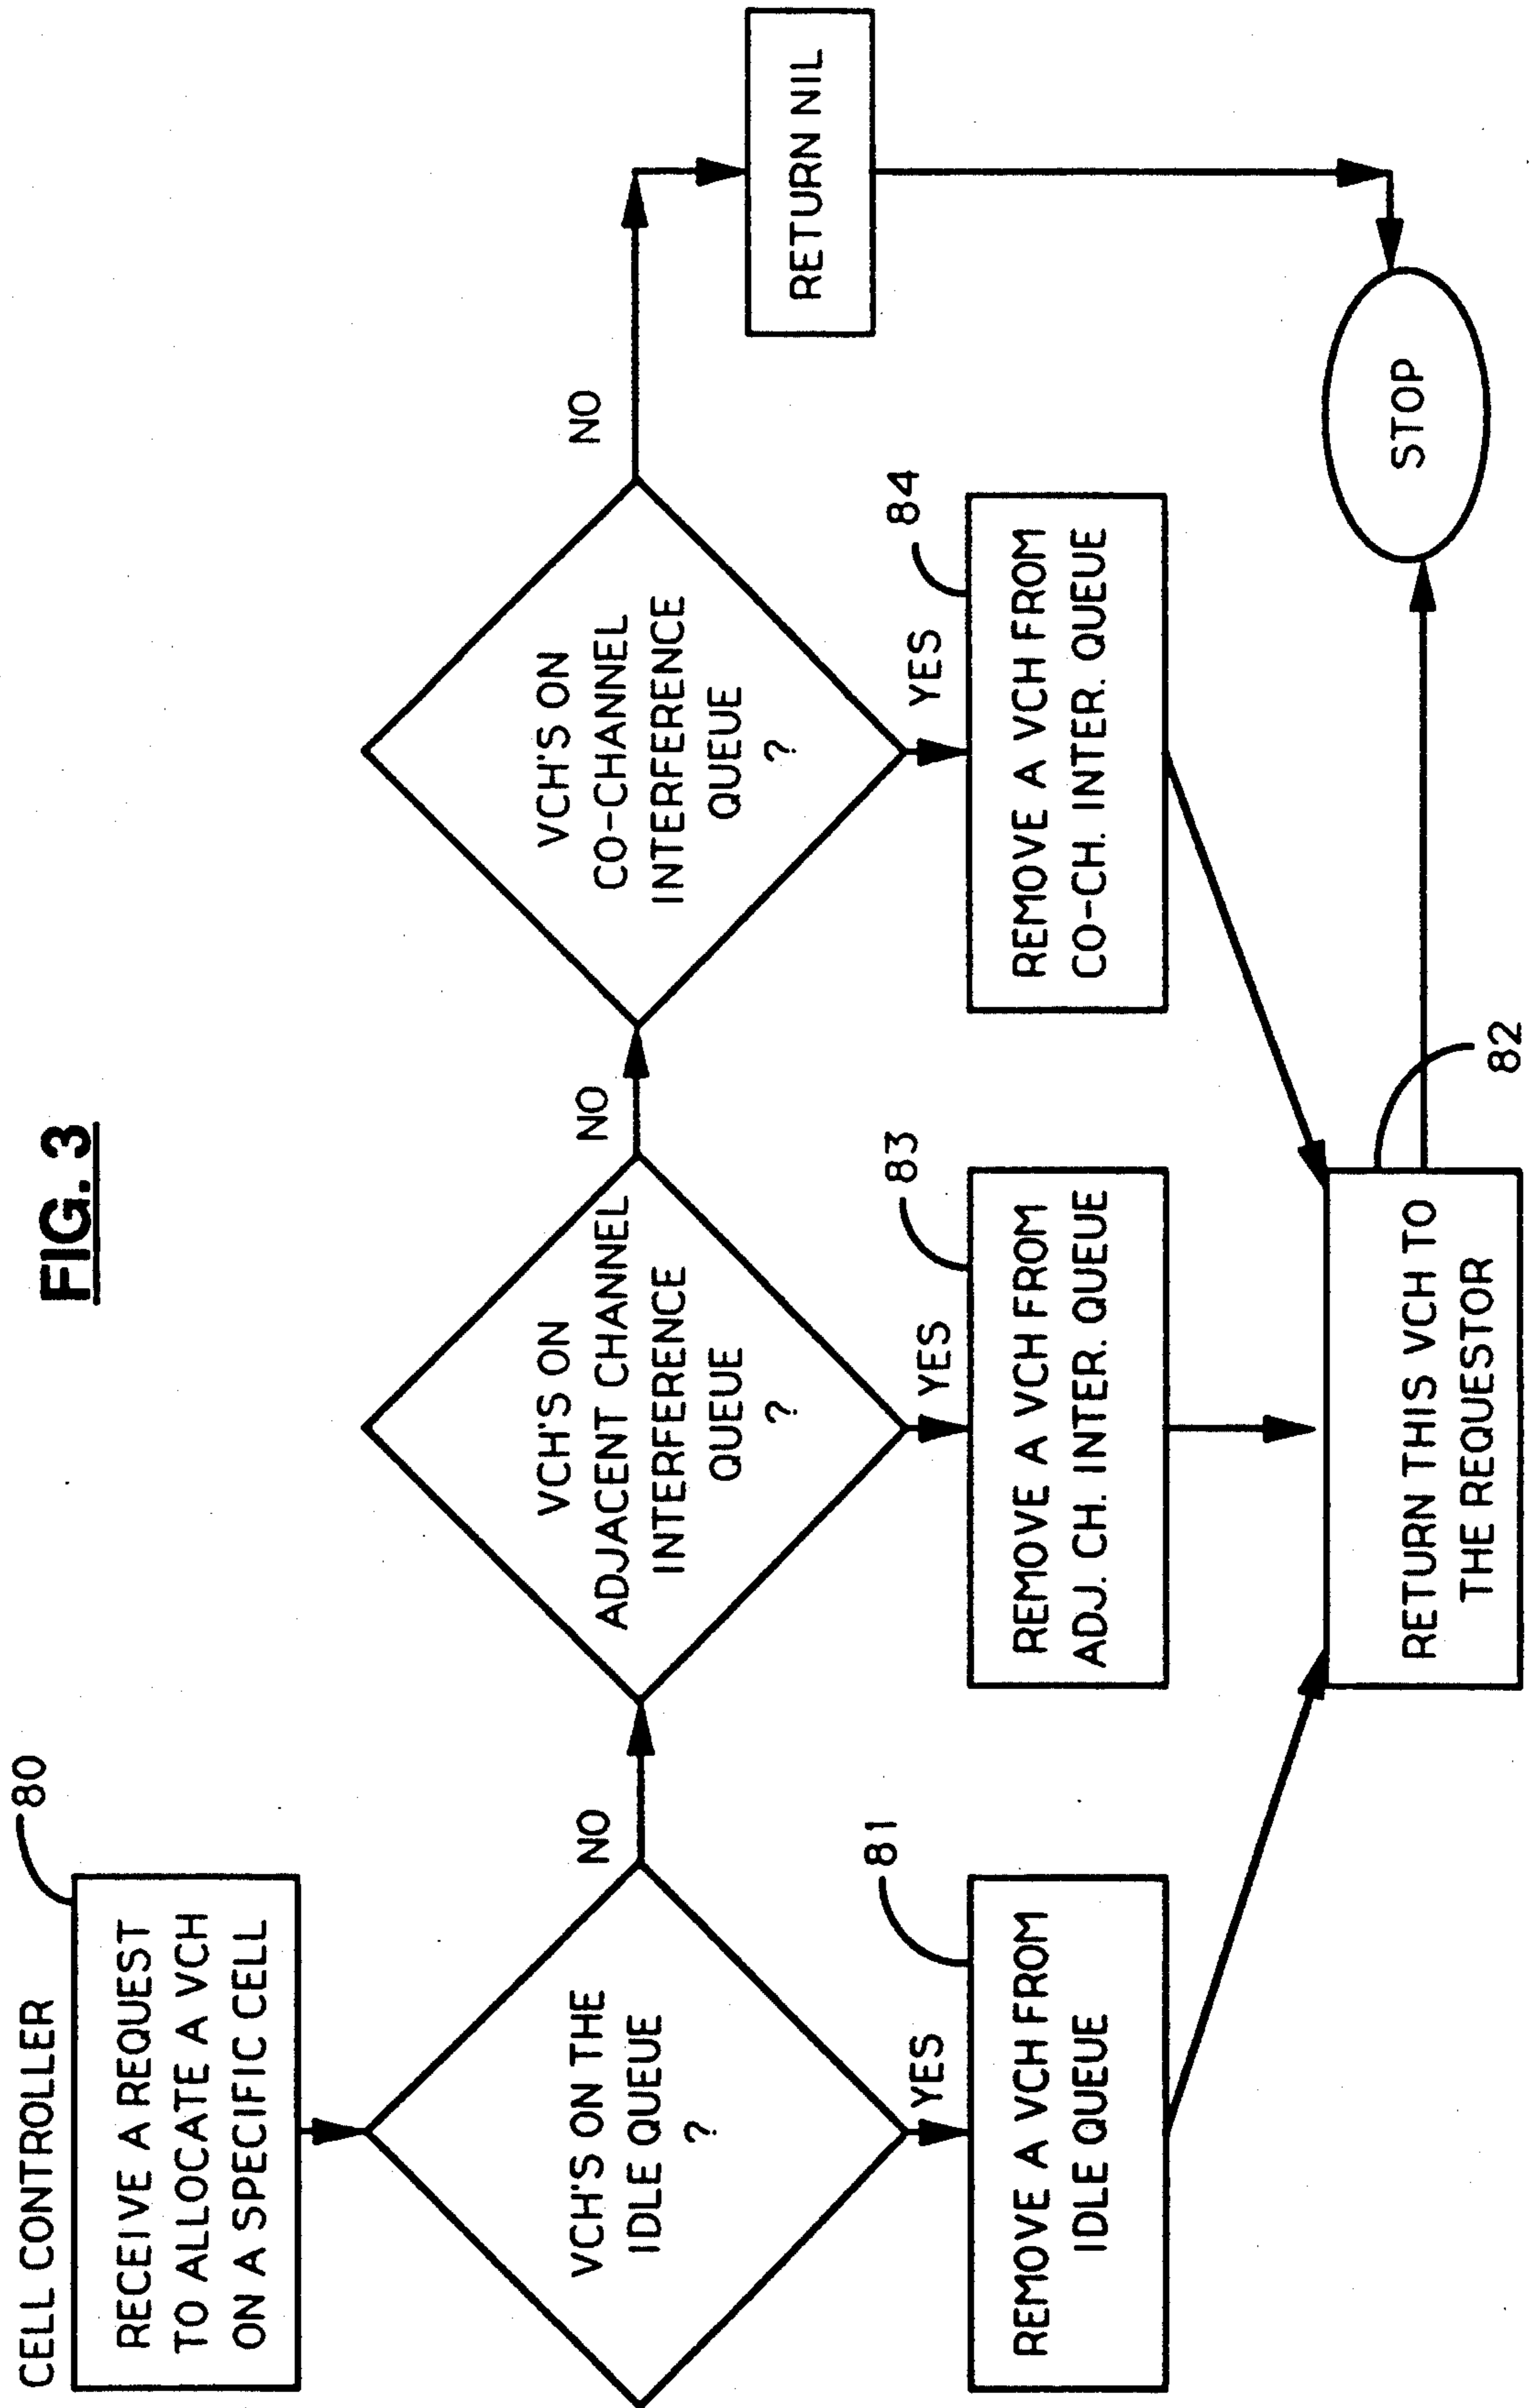 FIG. 3
CELL CONTROLLER
80
RECEIVE A REQUEST
TO ALLOCATE A VCH
ON A SPECIFIC CELL
VCH'S ON THE
IDLE QUEUE
?
NO
VCH'S ON
ADJACENT CHANNEL
INTERFERENCE
QUEUE
?
NO
VCH'S ON
CO-CHANNEL
INTERFERENCE
QUEUE
?
NO
RETURN NIL
YES
81
REMOVE A VCH FROM
IDLE QUEUE
YES
83
REMOVE A VCH FROM
ADJ. CH. INTER. QUEUE
YES
84
REMOVE A VCH FROM
CO-CH. INTER. QUEUE
RETURN THIS VCH TO
THE REQUESTOR
82
STOP